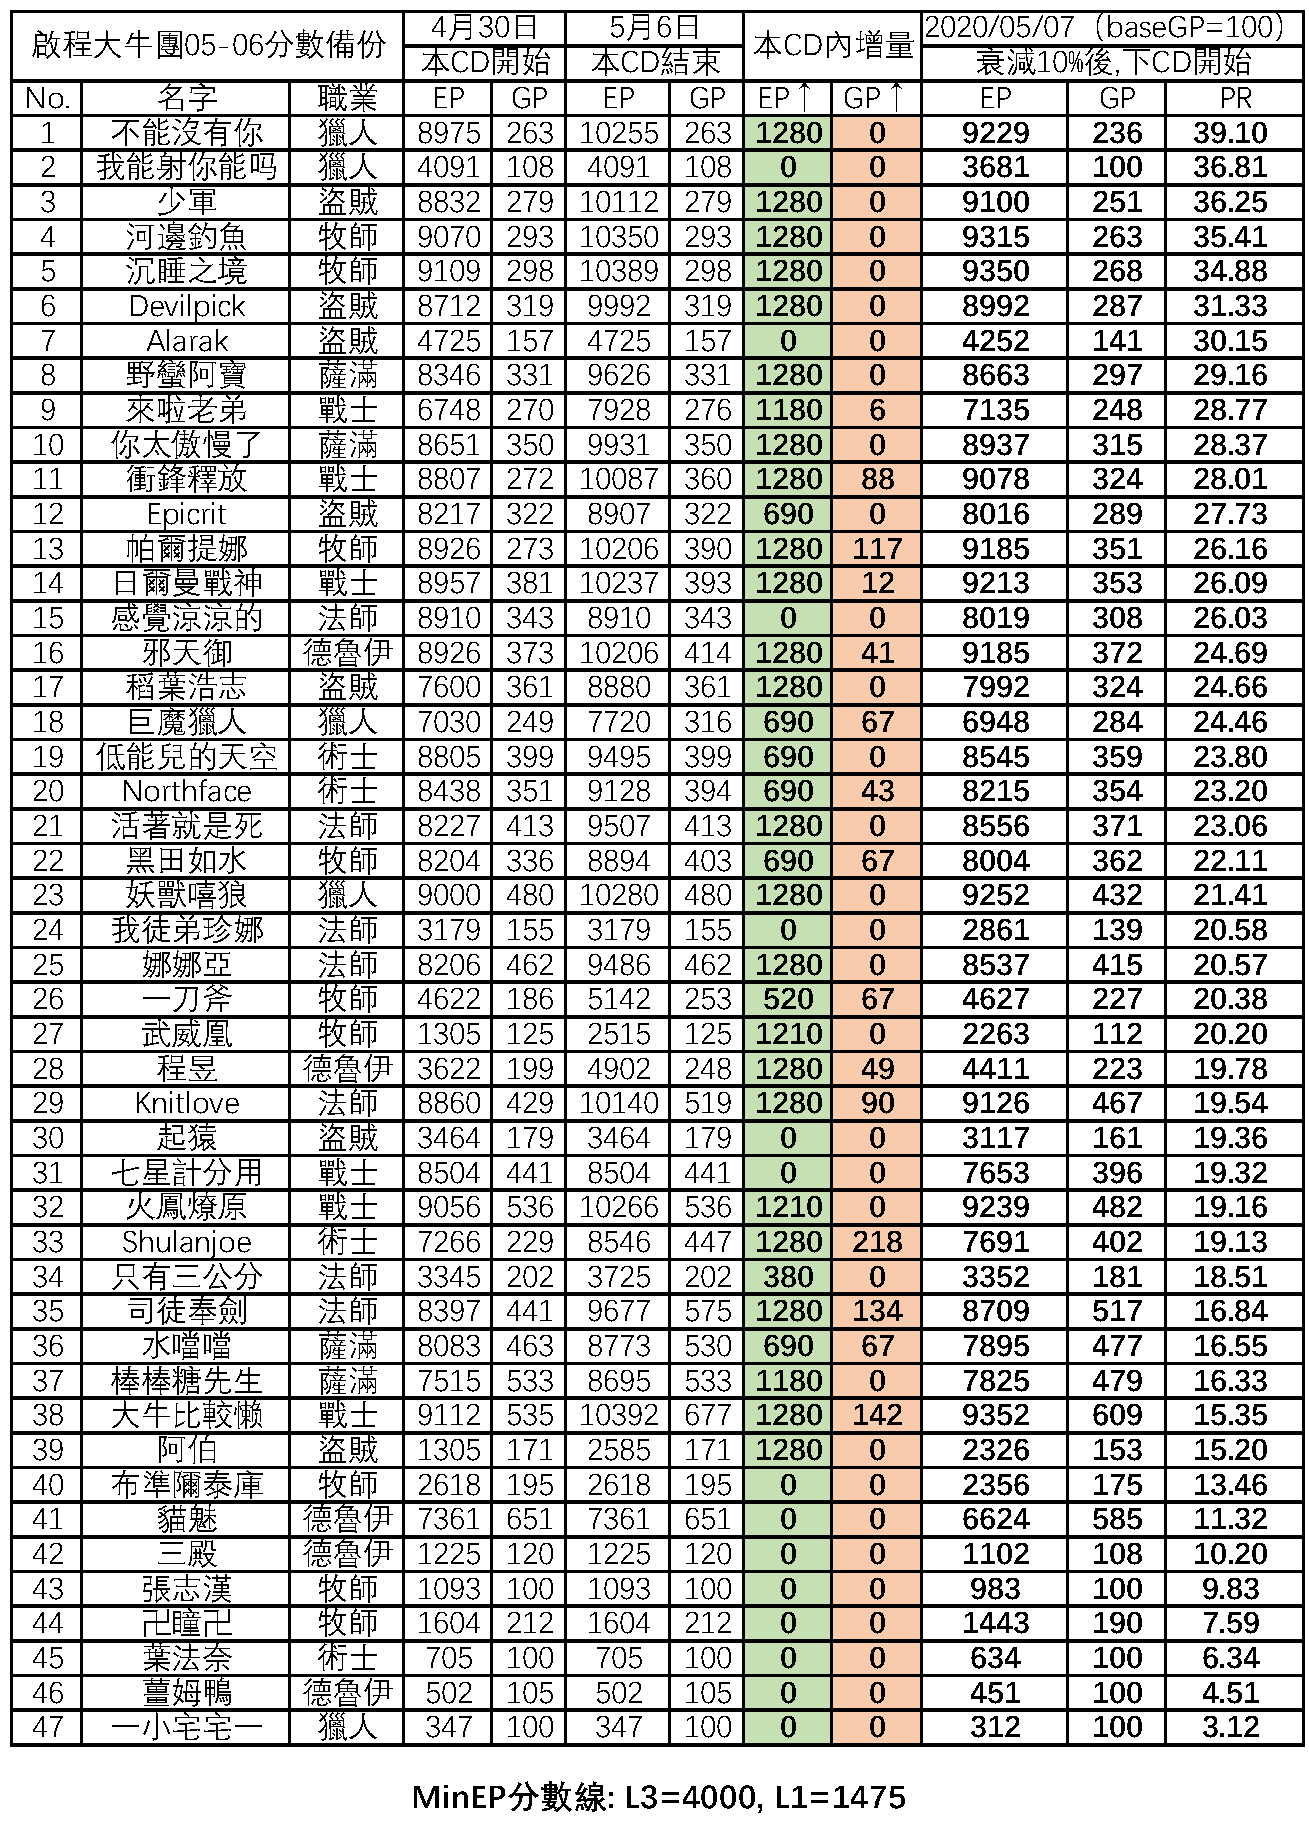 啟程大牛團05-06分數備份 4月30日 5月6日 本CD內增量 2020/05/07（baseGP=100）
本CD開始 本CD結束 衰減10%後,下CD開始
No. 名字 職業 EP GP EP GP EP↑ GP↑ EP GP PR
1 不能沒有你 獵人 8975 263 10255 263 1280 0 9229 236 39.10
2 我能射你能吗 獵人 4091 108 4091 108 0 0 3681 100 36.81
3 少軍 盜賊 8832 279 10112 279 1280 0 9100 251 36.25
4 河邊釣魚 牧師 9070 293 10350 293 1280 0 9315 263 35.41
5 沉睡之境 牧師 9109 298 10389 298 1280 0 9350 268 34.88
6 Devilpick 盜賊 8712 319 9992 319 1280 0 8992 287 31.33
7 Alarak 盜賊 4725 157 4725 157 0 0 4252 141 30.15
8 野蠻阿寶 薩滿 8346 331 9626 331 1280 0 8663 297 29.16
9 來啦老弟 戰士 6748 270 7928 276 1180 6 7135 248 28.77
10 你太傲慢了 薩滿 8651 350 9931 350 1280 0 8937 315 28.37
11 衝鋒釋放 戰士 8807 272 10087 360 1280 88 9078 324 28.01
12 Epicrit 盜賊 8217 322 8907 322 690 0 8016 289 27.73
13 帕爾提娜 牧師 8926 273 10206 390 1280 117 9185 351 26.16
14 日爾曼戰神 戰士 8957 381 10237 393 1280 12 9213 353 26.09
15 感覺涼涼的 法師 8910 343 8910 343 0 0 8019 308 26.03
16 邪天御 德魯伊 8926 373 10206 414 1280 41 9185 372 24.69
17 稻葉浩志 盜賊 7600 361 8880 361 1280 0 7992 324 24.66
18 巨魔獵人 獵人 7030 249 7720 316 690 67 6948 284 24.46
19 低能兒的天空 術士 8805 399 9495 399 690 0 8545 359 23.80
20 Northface 術士 8438 351 9128 394 690 43 8215 354 23.20
21 活著就是死 法師 8227 413 9507 413 1280 0 8556 371 23.06
22 黑田如水 牧師 8204 336 8894 403 690 67 8004 362 22.11
23 妖獸嘻狼 獵人 9000 480 10280 480 1280 0 9252 432 21.41
24 我徒弟珍娜 法師 3179 155 3179 155 0 0 2861 139 20.58
25 娜娜亞 法師 8206 462 9486 462 1280 0 8537 415 20.57
26 一刀斧 牧師 4622 186 5142 253 520 67 4627 227 20.38
27 武威凰 牧師 1305 125 2515 125 1210 0 2263 112 20.20
28 程昱 德魯伊 3622 199 4902 248 1280 49 4411 223 19.78
29 Knitlove 法師 8860 429 10140 519 1280 90 9126 467 19.54
30 起猿 盜賊 3464 179 3464 179 0 0 3117 161 19.36
31 七星計分用 戰士 8504 441 8504 441 0 0 7653 396 19.32
32 火鳳燎原 戰士 9056 536 10266 536 1210 0 9239 482 19.16
33 Shulanjoe 術士 7266 229 8546 447 1280 218 7691 402 19.13
34 只有三公分 法師 3345 202 3725 202 380 0 3352 181 18.51
35 司徒奉劍 法師 8397 441 9677 575 1280 134 8709 517 16.84
36 水噹噹 薩滿 8083 463 8773 530 690 67 7895 477 16.55
37 棒棒糖先生 薩滿 7515 533 8695 533 1180 0 7825 479 16.33
38 大牛比較懒 戰士 9112 535 10392 677 1280 142 9352 609 15.35
39 阿伯 盜賊 1305 171 2585 171 1280 0 2326 153 15.20
40 布準隬泰庫 牧師 2618 195 2618 195 0 0 2356 175 13.46
41 貓魅 德魯伊 7361 651 7361 651 0 0 6624 585 11.32
42 三殿 德魯伊 1225 120 1225 120 0 0 1102 108 10.20
43 張志漢 牧師 1093 100 1093 100 0 0 983 100 9.83
44 卍瞳卍 牧師 1604 212 1604 212 0 0 1443 190 7.59
45 葉法奈 術士 705 100 705 100 0 0 634 100 6.34
46 薑姆鴨 德魯伊 502 105 502 105 0 0 451 100 4.51
47 一小宅宅一 獵人 347 100 347 100 0 0 312 100 3.12
MinEP分數線: L3=4000, L1=1475